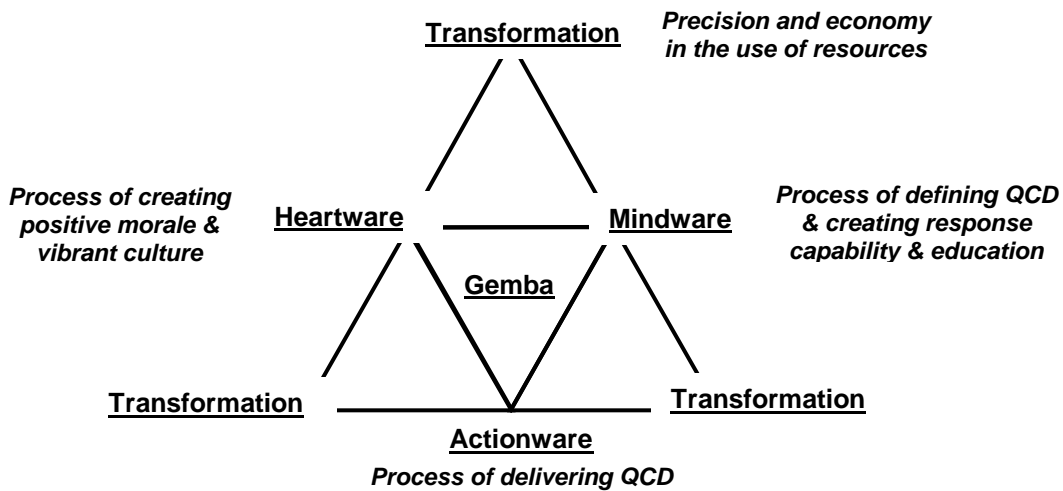 Transformation
Precision and economy
in the use of resources
Process of creating
positive morale &
vibrant culture
Heartware
Mindware
Process of defining QCD
& creating response
capability & education
Gemba
Transformation
Transformation
Actionware
Process of delivering QCD